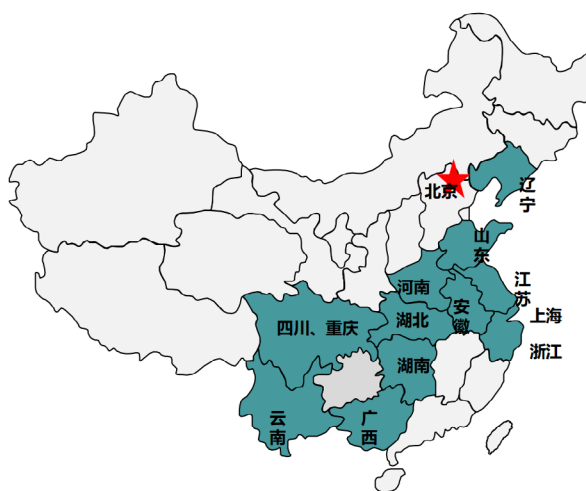 北京
辽宁
山东
河南
江苏
安徽
上海
湖北
四川、重庆
浙江
湖南
云南
广西